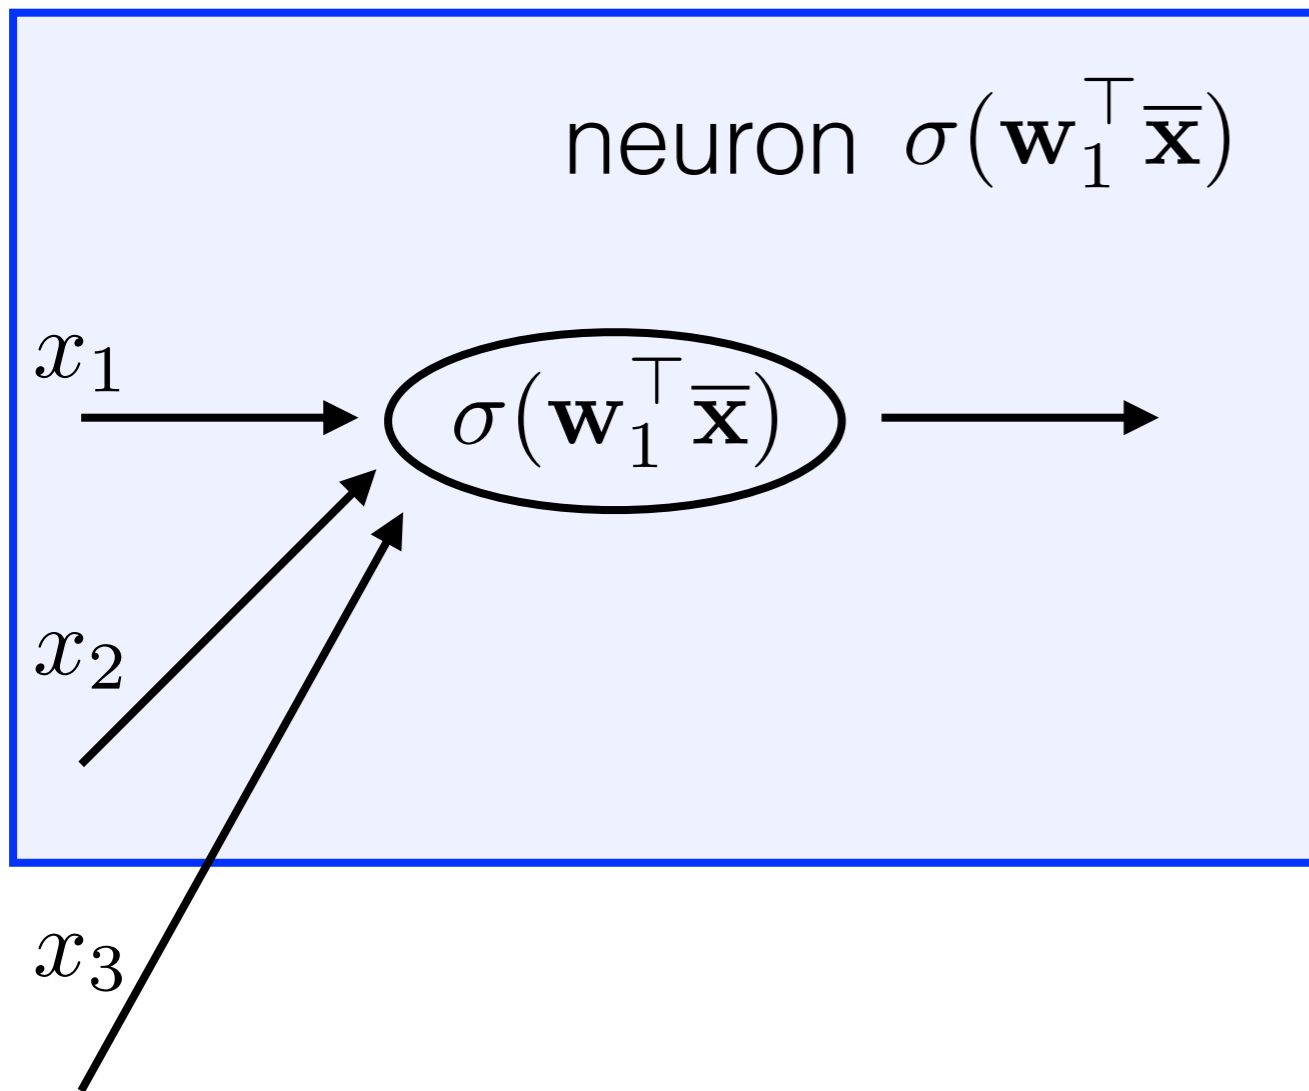 neuron σ(w₁ᵀx̅)
x₁
σ(w₁ᵀx̅)
x₂
x₃